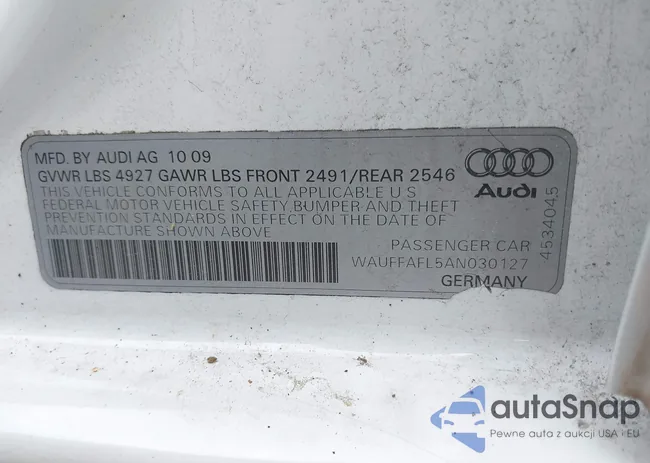 MFD. BY AUDI AG 10 09
GVWR LBS 4927 GAWR LBS FRONT 2491/REAR 2546
THIS VEHICLE CONFORMS TO ALL APPLICABLE U S
FEDERAL MOTOR VEHICLE SAFETY,BUMPER AND THEFT
PREVENTION STANDARDS IN EFFECT ON THE DATE OF
MANUFACTURE SHOWN ABOVE
PASSENGER CAR
WAUFFAFL5AN030127
GERMANY
Audi
4534045
autaSnap
Pewne auta z aukcji USA i EU